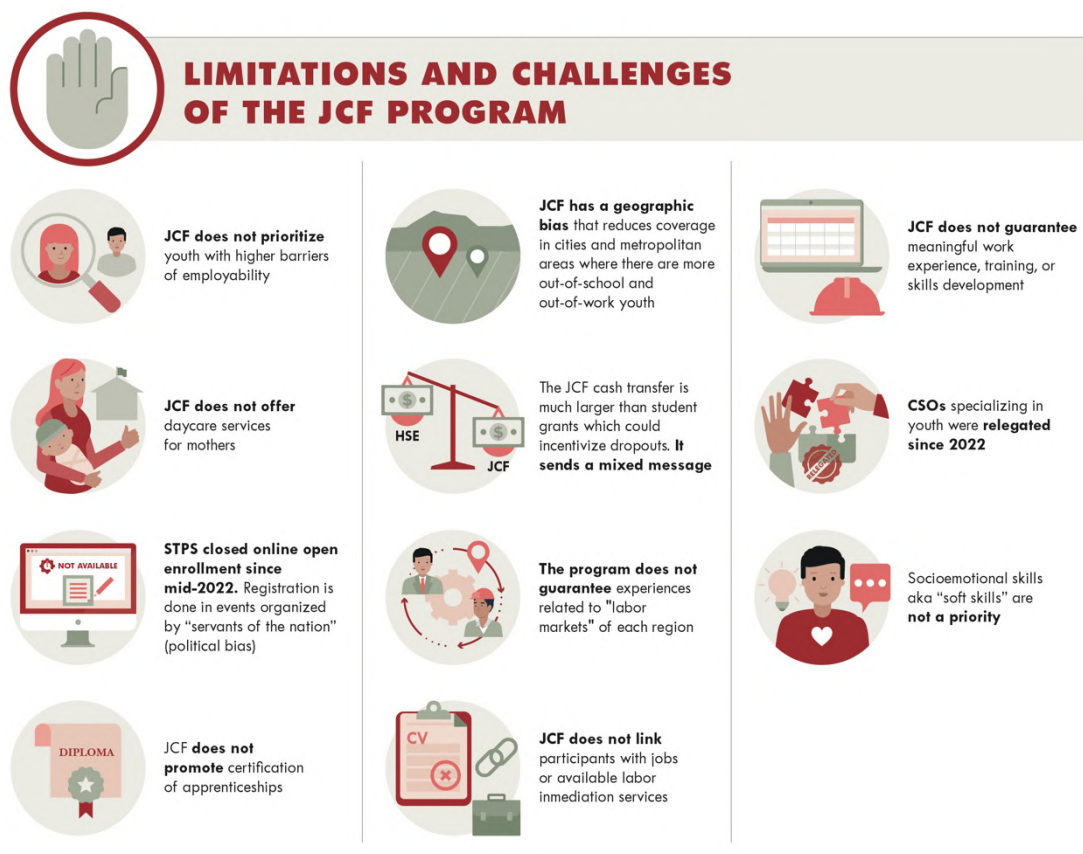 LIMITATIONS AND CHALLENGES
OF THE JCF PROGRAM
JCF does not prioritize
youth with higher barriers
of employability
JCF does not offer
daycare services
for mothers
NOT AVAILABLE
STPS closed online open
enrollment since
mid-2022. Registration is
done in events organized
by “servants of the nation”
(political bias)
DIPLOMA
JCF does not
promote certification
of apprenticeships
JCF has a geographic
bias that reduces coverage
in cities and metropolitan
areas where there are more
out-of-school and
out-of-work youth
$
HSE
$
JCF
The JCF cash transfer is
much larger than student
grants which could
incentivize dropouts. It
sends a mixed message
The program does not
guarantee experiences
related to "labor
markets" of each region
CV
JCF does not link
participants with jobs
or available labor
inmediation services
JCF does not guarantee
meaningful work
experience, training, or
skills development
RELEGATED
CSOs specializing in
youth were relegated
since 2022
Socioemotional skills
aka “soft skills” are
not a priority